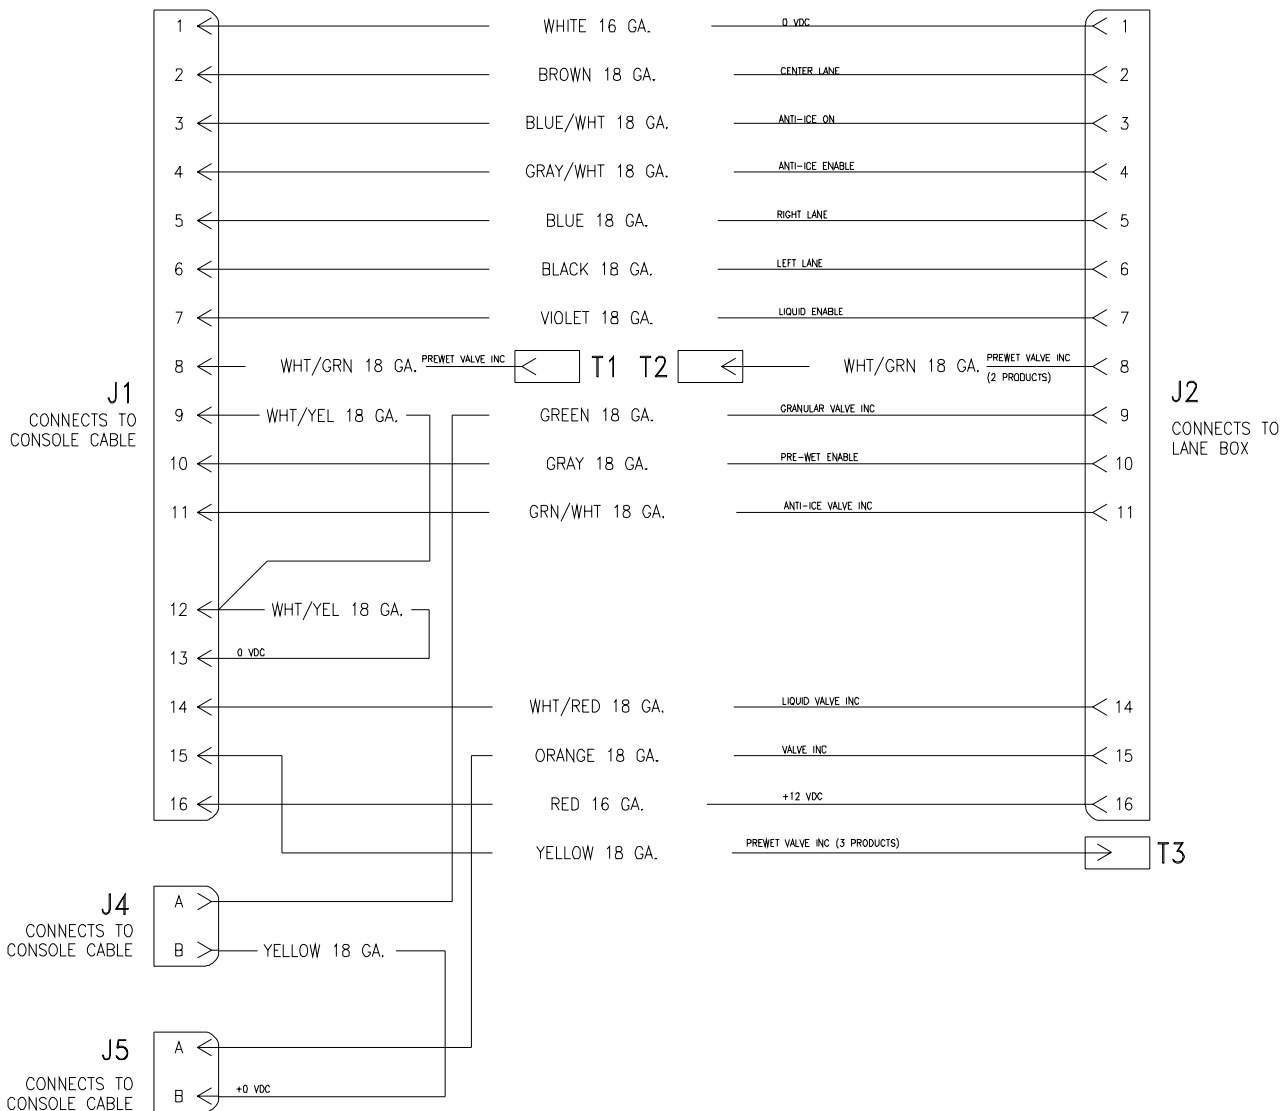 1 WHITE 16 GA. 0 VDC 1
2 BROWN 18 GA. CENTER LANE 2
3 BLUE/WHT 18 GA. ANTI-ICE ON 3
4 GRAY/WHT 18 GA. ANTI-ICE ENABLE 4
5 BLUE 18 GA. RIGHT LANE 5
6 BLACK 18 GA. LEFT LANE 6
7 VIOLET 18 GA. LIQUID ENABLE 7
8 WHT/GRN 18 GA. PREWET VALVE INC T1 T2 WHT/GRN 18 GA. PREWET VALVE INC 8
(2 PRODUCTS)
J1
CONNECTS TO
CONSOLE CABLE
J2
CONNECTS TO
LANE BOX
9 WHT/YEL 18 GA. GREEN 18 GA. GRANULAR VALVE INC 9
10 GRAY 18 GA. PRE-WET ENABLE 10
11 GRN/WHT 18 GA. ANTI-ICE VALVE INC 11
12 WHT/YEL 18 GA.
13 0 VDC
14 WHT/RED 18 GA. LIQUID VALVE INC 14
15 ORANGE 18 GA. VALVE INC 15
16 RED 16 GA. +12 VDC 16
YELLOW 18 GA. PREWET VALVE INC (3 PRODUCTS) T3
J4
CONNECTS TO
CONSOLE CABLE
A
B YELLOW 18 GA.
J5
CONNECTS TO
CONSOLE CABLE
A
B +0 VDC